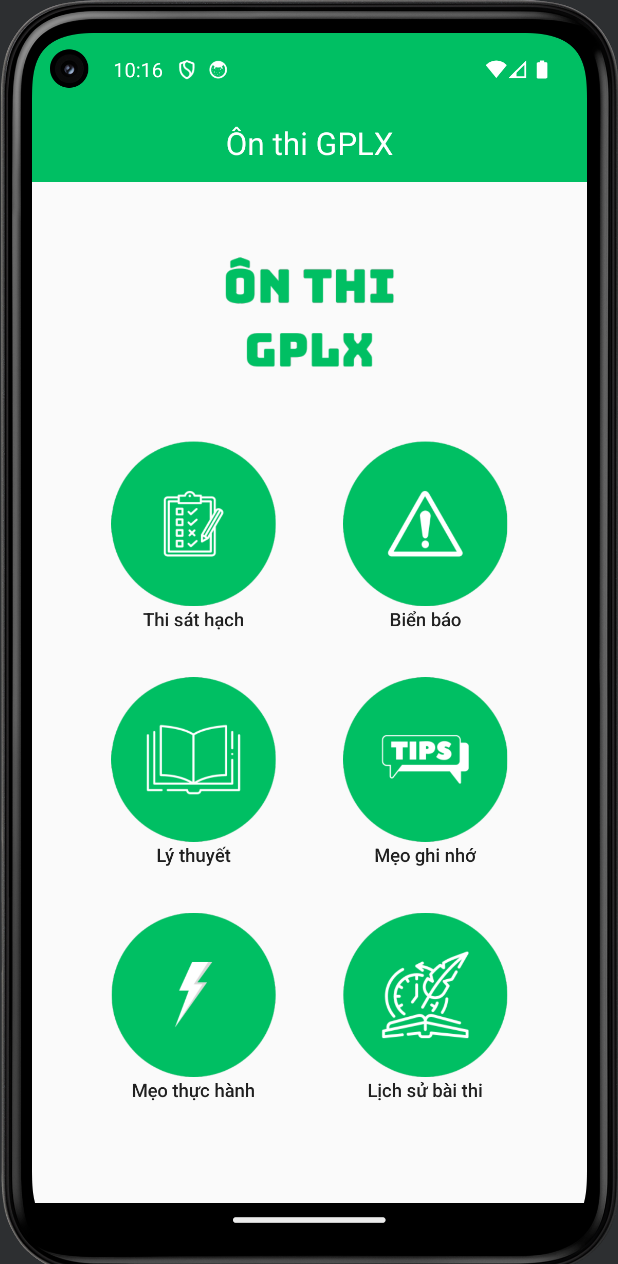 10:16
Ôn thi GPLX
ÔN THI
GPLX
Thi sát hạch
Biển báo
Lý thuyết
TIPS
Mẹo ghi nhớ
Mẹo thực hành
Lịch sử bài thi